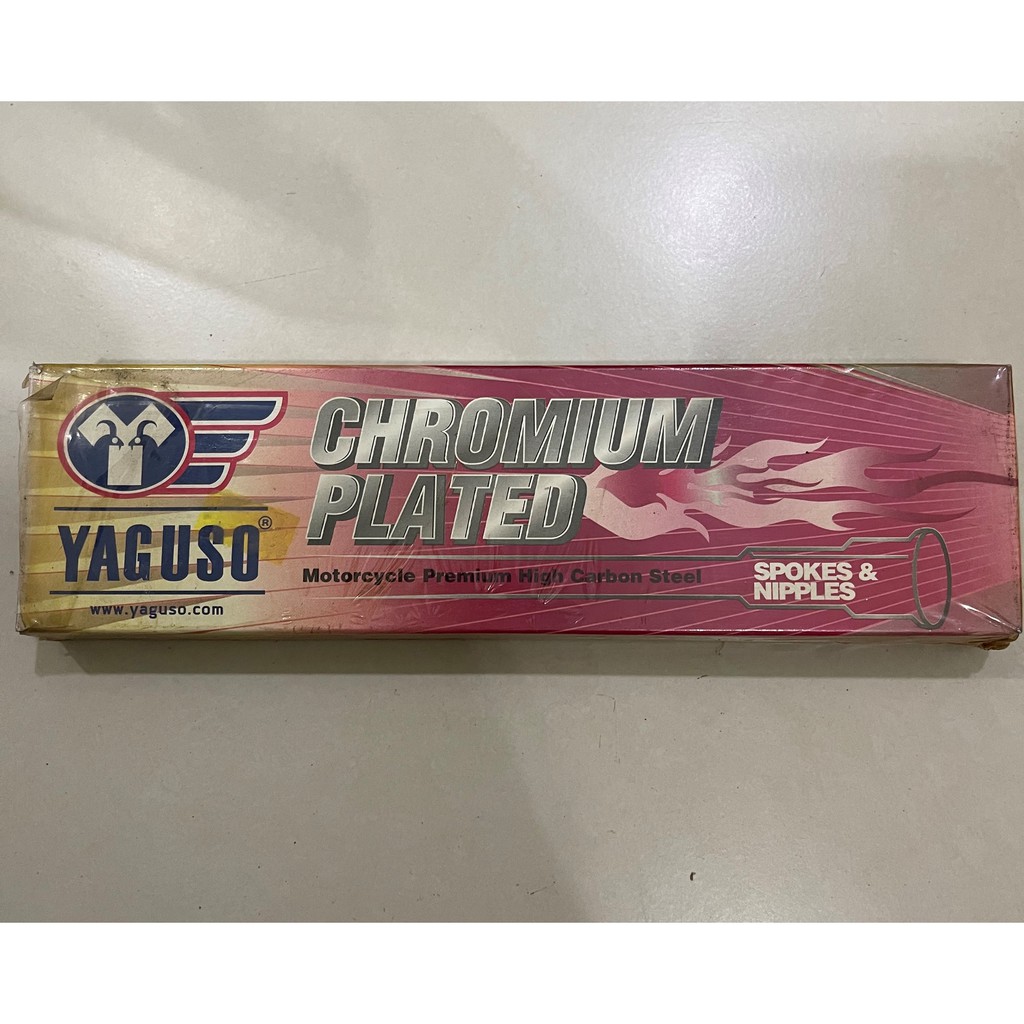 YAGUSO®
www.yaguso.com
CHROMIUM
PLATED
Motorcycle Premium High Carbon Steel
SPOKES &
NIPPLES